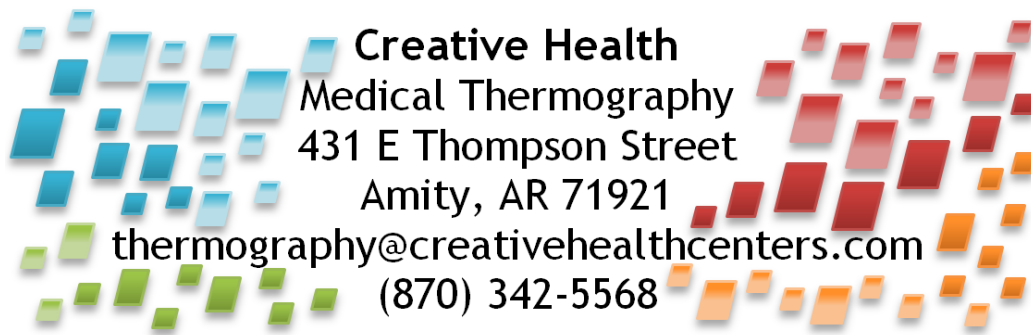 Creative Health
Medical Thermography
431 E Thompson Street
Amity, AR 71921
thermography@creativehealthcenters.com
(870) 342-5568